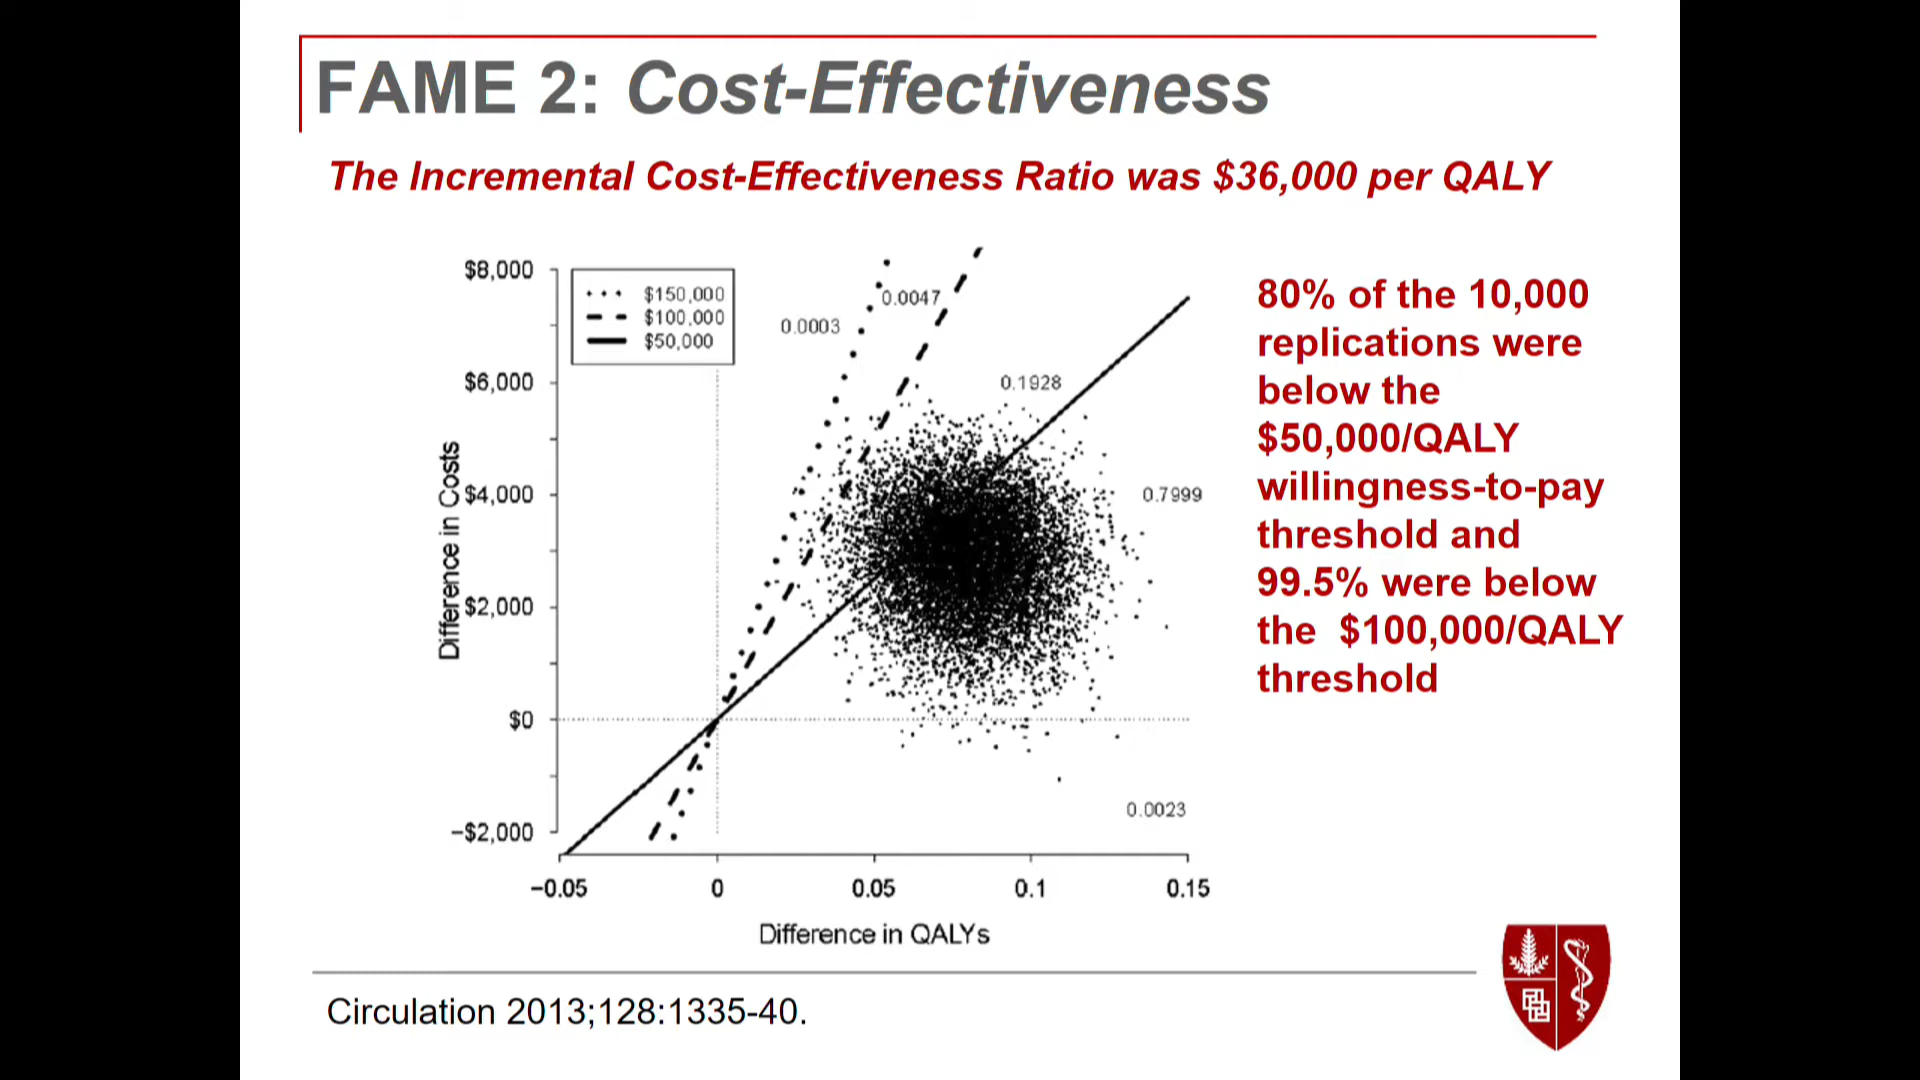 FAME 2: Cost-Effectiveness
The Incremental Cost-Effectiveness Ratio was $36,000 per QALY
$8,000
$6,000
$4,000
$2,000
$0
−$2,000
Difference in Costs
$150,000
$100,000
$50,000
0.0003
0.0047
0.1928
0.7999
0.0023
−0.05
0
0.05
0.1
0.15
Difference in QALYs
80% of the 10,000
replications were
below the
$50,000/QALY
willingness-to-pay
threshold and
99.5% were below
the $100,000/QALY
threshold
Circulation 2013;128:1335-40.